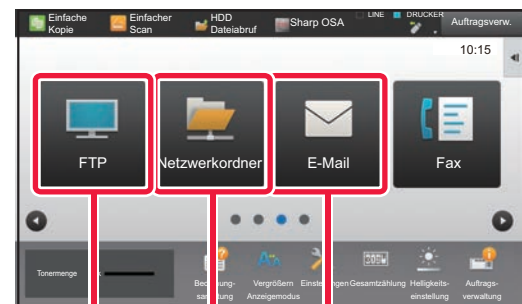 Einfache Kopie
Einfacher Scan
HDD Dateiabruf
Sharp OSA
LINE
DRUCKER
Auftragsverw.
10:15
FTP
Netzwerkordner
E-Mail
Fax
Tonermenge
Vergrößern Anzeigemodus
Einstellungen
Gesamtzählung
Helligkeits-
einstellung
Auftrags-
verwaltung